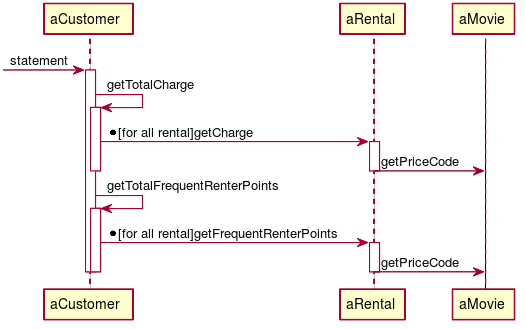 aCustomer
aRental
aMovie
statement
getTotalCharge
•[for all rental]getCharge
getPriceCode
getTotalFrequentRenterPoints
•[for all rental]getFrequentRenterPoints
getPriceCode
aCustomer
aRental
aMovie